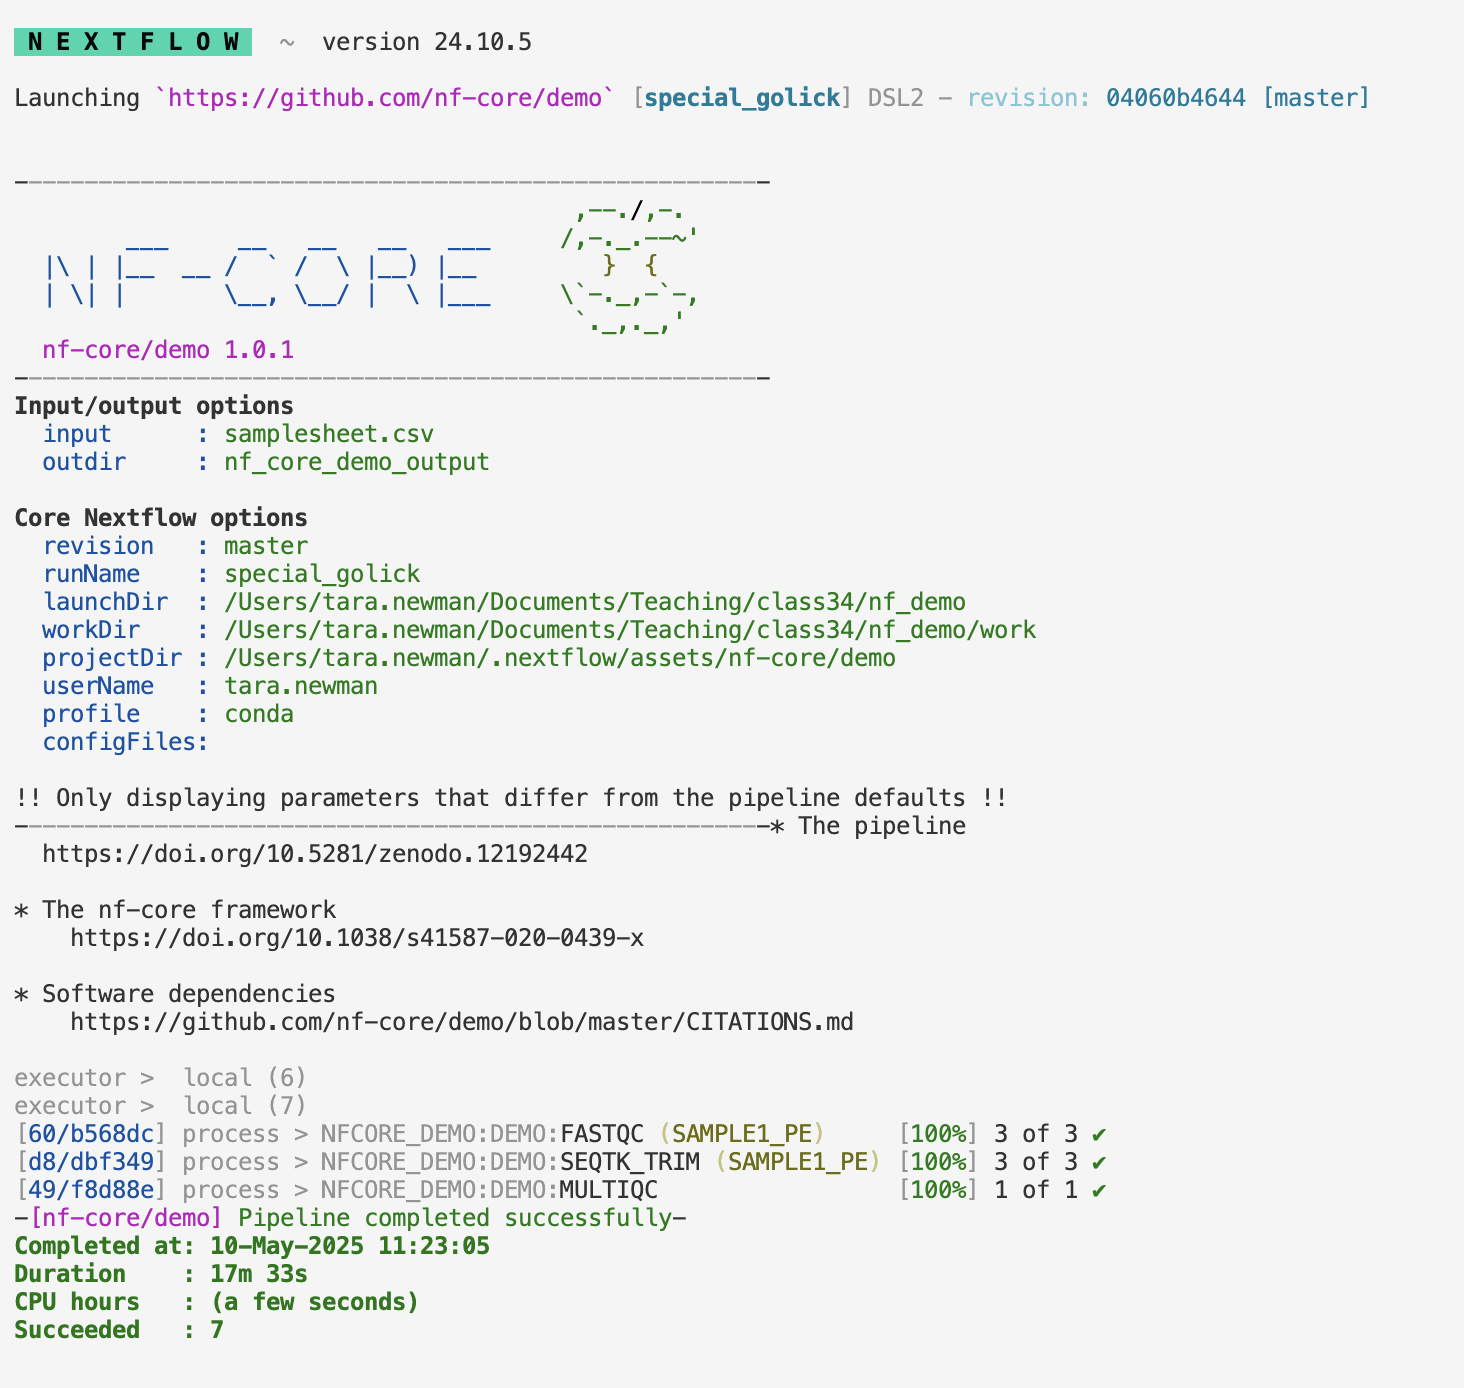 N E X T F L O W  ~  version 24.10.5
Launching `https://github.com/nf-core/demo` [special_golick] DSL2 - revision: 04060b4644 [master]
------------------------------------------------------
                                        ,--./,-.
        ___     __   __   __   ___     /,-._.--~'
  |\ | |__  __ /  ` /  \ |__) |__         }  {
  | \| |       \__, \__/ |  \ |___     \`-._,-`-,
                                        `._,._,'
  nf-core/demo 1.0.1
------------------------------------------------------
Input/output options
  input      : samplesheet.csv
  outdir     : nf_core_demo_output
Core Nextflow options
  revision   : master
  runName    : special_golick
  launchDir  : /Users/tara.newman/Documents/Teaching/class34/nf_demo
  workDir    : /Users/tara.newman/Documents/Teaching/class34/nf_demo/work
  projectDir : /Users/tara.newman/.nextflow/assets/nf-core/demo
  userName   : tara.newman
  profile    : conda
  configFiles:
!! Only displaying parameters that differ from the pipeline defaults !!
------------------------------------------------------* The pipeline
  https://doi.org/10.5281/zenodo.12192442
* The nf-core framework
    https://doi.org/10.1038/s41587-020-0439-x
* Software dependencies
    https://github.com/nf-core/demo/blob/master/CITATIONS.md
executor >  local (6)
executor >  local (7)
[60/b568dc] process > NFCORE_DEMO:DEMO:FASTQC (SAMPLE1_PE)     [100%] 3 of 3 ✔
[d8/dbf349] process > NFCORE_DEMO:DEMO:SEQTK_TRIM (SAMPLE1_PE) [100%] 3 of 3 ✔
[49/f8d88e] process > NFCORE_DEMO:DEMO:MULTIQC                 [100%] 1 of 1 ✔
-[nf-core/demo] Pipeline completed successfully-
Completed at: 10-May-2025 11:23:05
Duration    : 17m 33s
CPU hours   : (a few seconds)
Succeeded   : 7